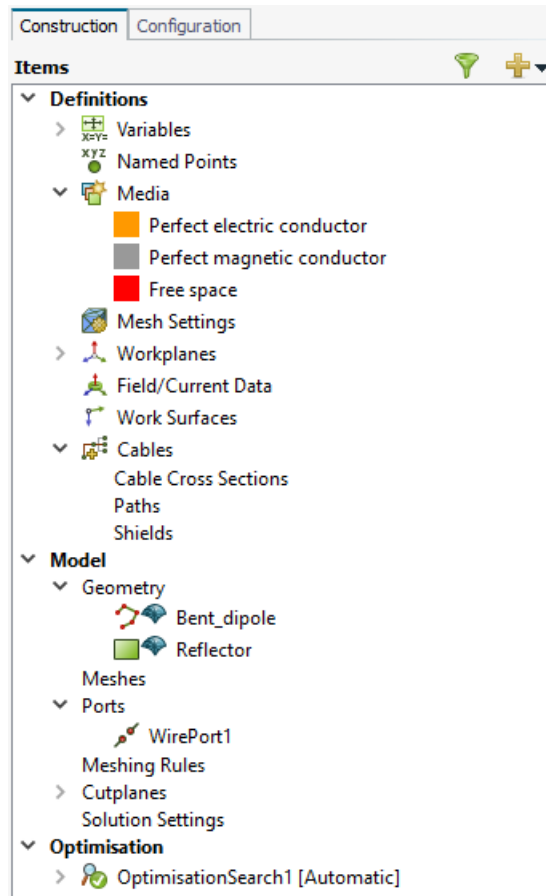 Construction Configuration
Items
Definitions
X=Y= Variables
XYZ Named Points
Media
Perfect electric conductor
Perfect magnetic conductor
Free space
Mesh Settings
Workplanes
Field/Current Data
Work Surfaces
Cables
Cable Cross Sections
Paths
Shields
Model
Geometry
Bent_dipole
Reflector
Meshes
Ports
WirePort1
Meshing Rules
Cutplanes
Solution Settings
Optimisation
OptimisationSearch1 [Automatic]